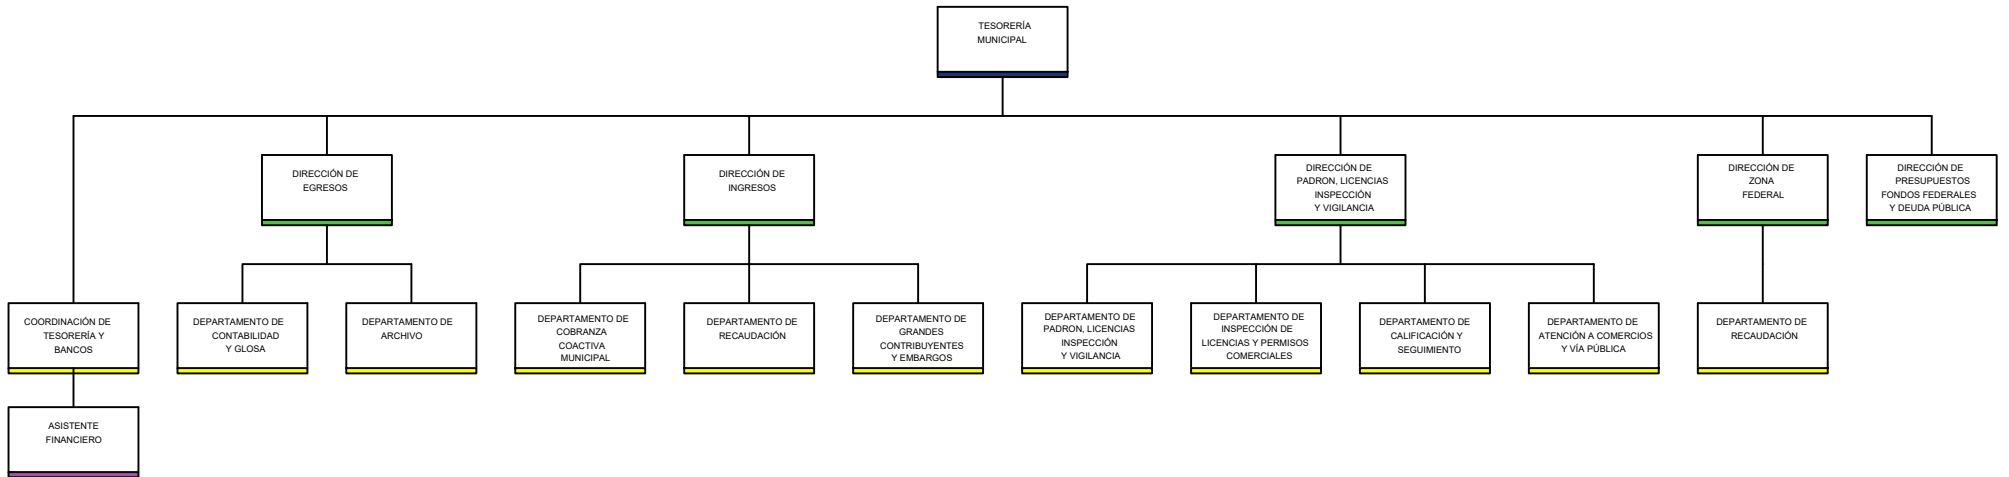 TESORERÍA
MUNICIPAL
DIRECCIÓN DE
EGRESOS
DIRECCIÓN DE
INGRESOS
DIRECCIÓN DE
PADRON, LICENCIAS
INSPECCIÓN
Y VIGILANCIA
DIRECCIÓN DE
ZONA
FEDERAL
DIRECCIÓN DE
PRESUPUESTOS
FONDOS FEDERALES
Y DEUDA PÚBLICA
COORDINACIÓN DE
TESORERÍA Y
BANCOS
DEPARTAMENTO DE
CONTABILIDAD
Y GLOSA
DEPARTAMENTO DE
ARCHIVO
DEPARTAMENTO DE
COBRANZA
COACTIVA
MUNICIPAL
DEPARTAMENTO DE
RECAUDACIÓN
DEPARTAMENTO DE
GRANDES
CONTRIBUYENTES
Y EMBARGOS
DEPARTAMENTO DE
PADRON, LICENCIAS
INSPECCIÓN
Y VIGILANCIA
DEPARTAMENTO DE
INSPECCIÓN DE
LICENCIAS Y PERMISOS
COMERCIALES
DEPARTAMENTO DE
CALIFICACIÓN Y
SEGUIMIENTO
DEPARTAMENTO DE
ATENCIÓN A COMERCIOS
Y VÍA PÚBLICA
DEPARTAMENTO DE
RECAUDACIÓN
ASISTENTE
FINANCIERO